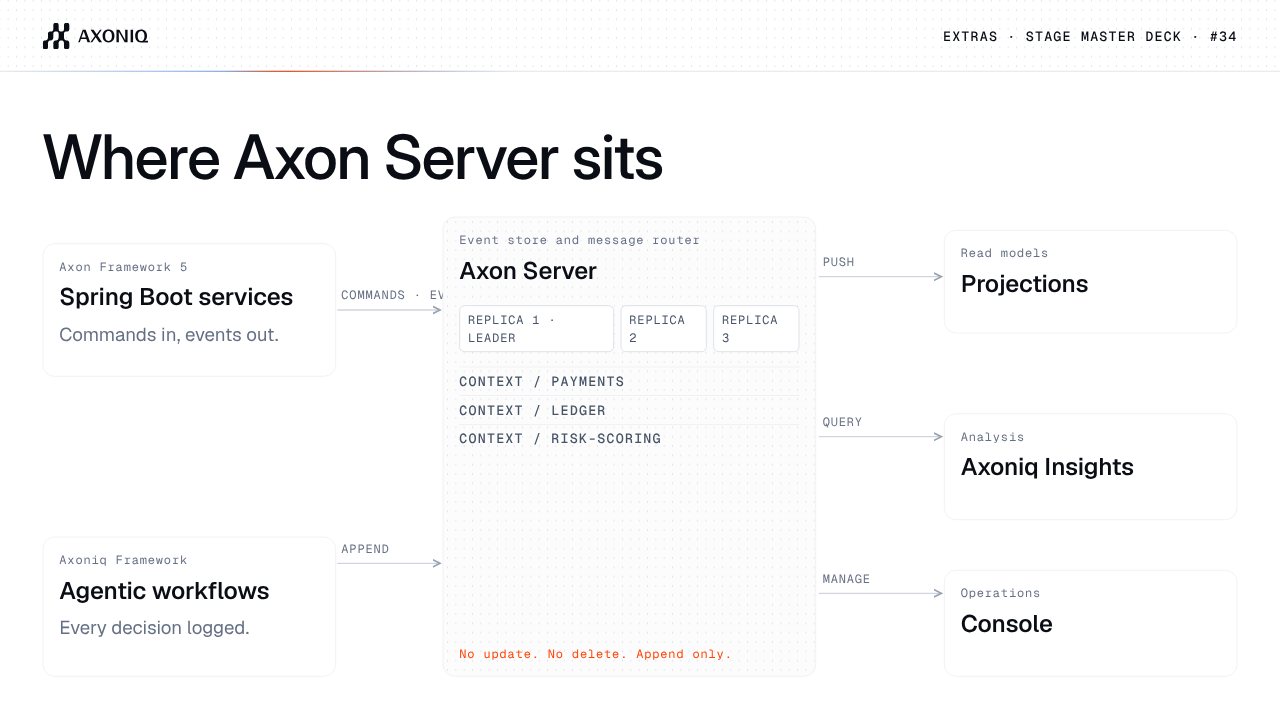 AXONIQ
EXTRAS · STAGE MASTER DECK · #34
Where Axon Server sits
Axon Framework 5
Spring Boot services
Commands in, events out.
COMMANDS · EV
Axoniq Framework
Agentic workflows
Every decision logged.
APPEND
Event store and message router
Axon Server
REPLICA 1 ·
LEADER
REPLICA
2
REPLICA
3
CONTEXT / PAYMENTS
CONTEXT / LEDGER
CONTEXT / RISK-SCORING
No update. No delete. Append only.
PUSH
Read models
Projections
QUERY
Analysis
Axoniq Insights
MANAGE
Operations
Console